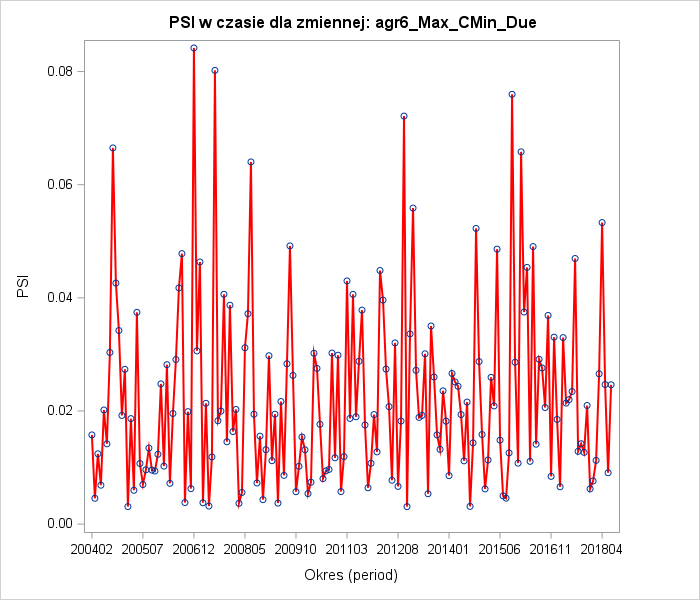 PSI w czasie dla zmiennej: agr6_Max_CMin_Due
0.08
0.06
0.04
0.02
0.00
PSI
200402 200507 200612 200805 200910 201103 201208 201401 201506 201611 201804
Okres (period)